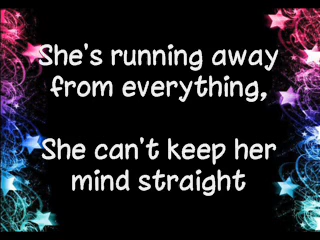 She's running away
from everything,
She can't keep her
mind straight